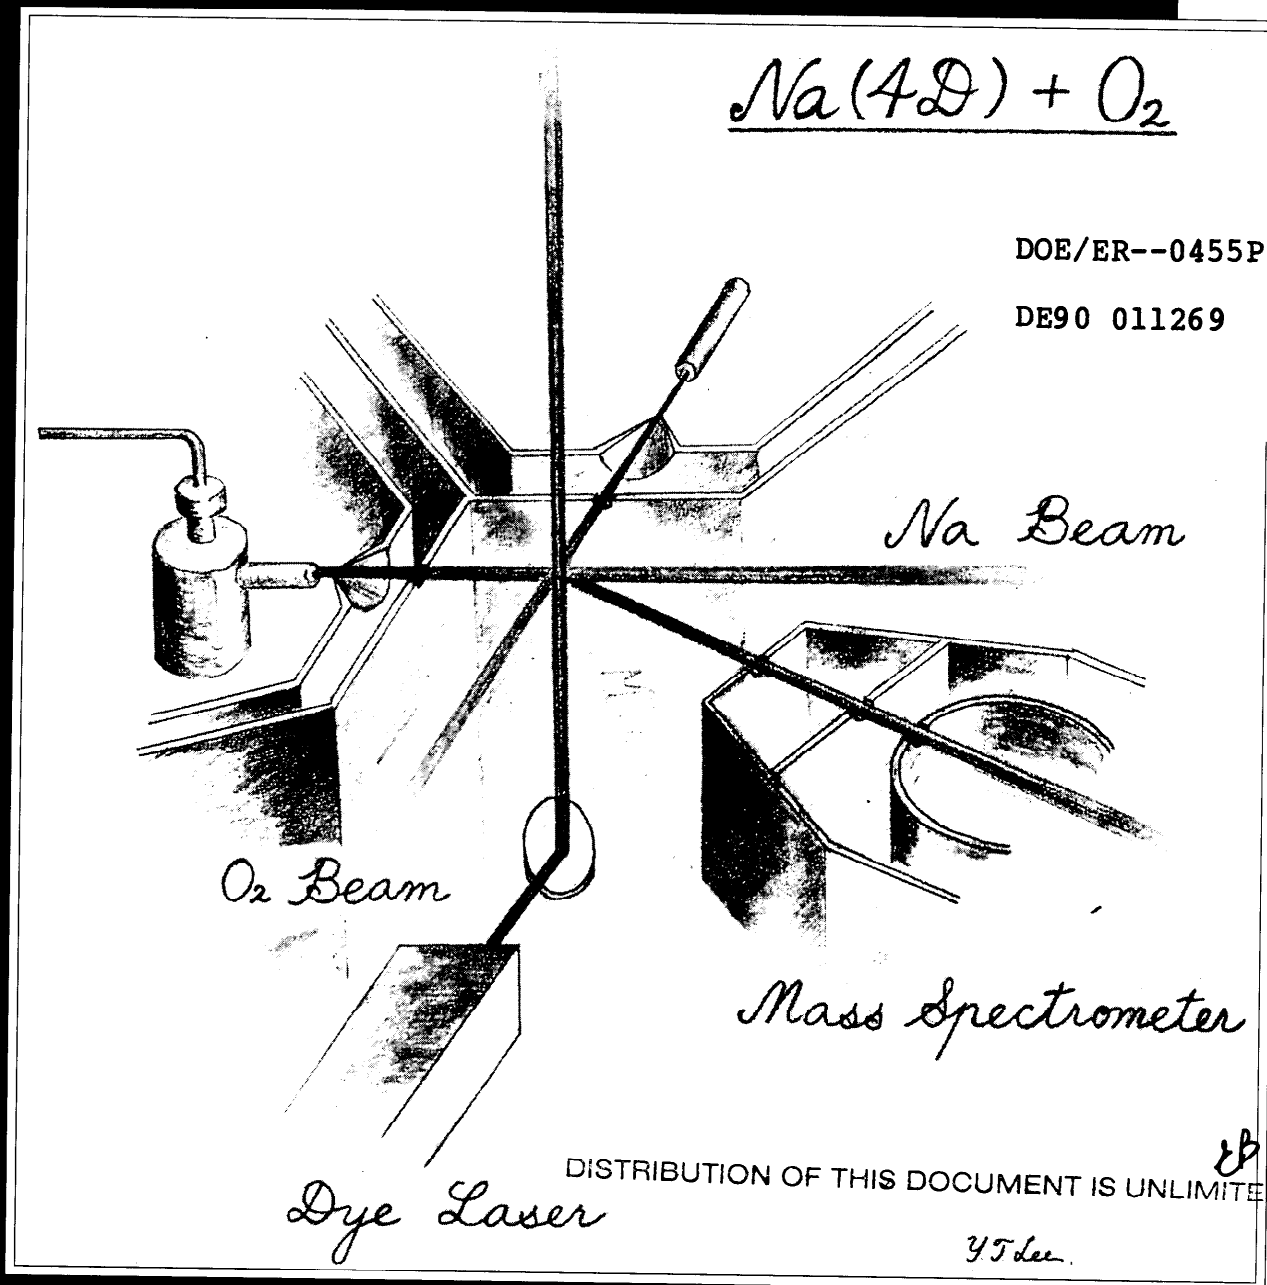 Na(4D) + O₂
DOE/ER--0455P
DE90 011269
Na Beam
O₂ Beam
Mass Spectrometer
DISTRIBUTION OF THIS DOCUMENT IS UNLIMITE
Dye Laser
Y T Lee.